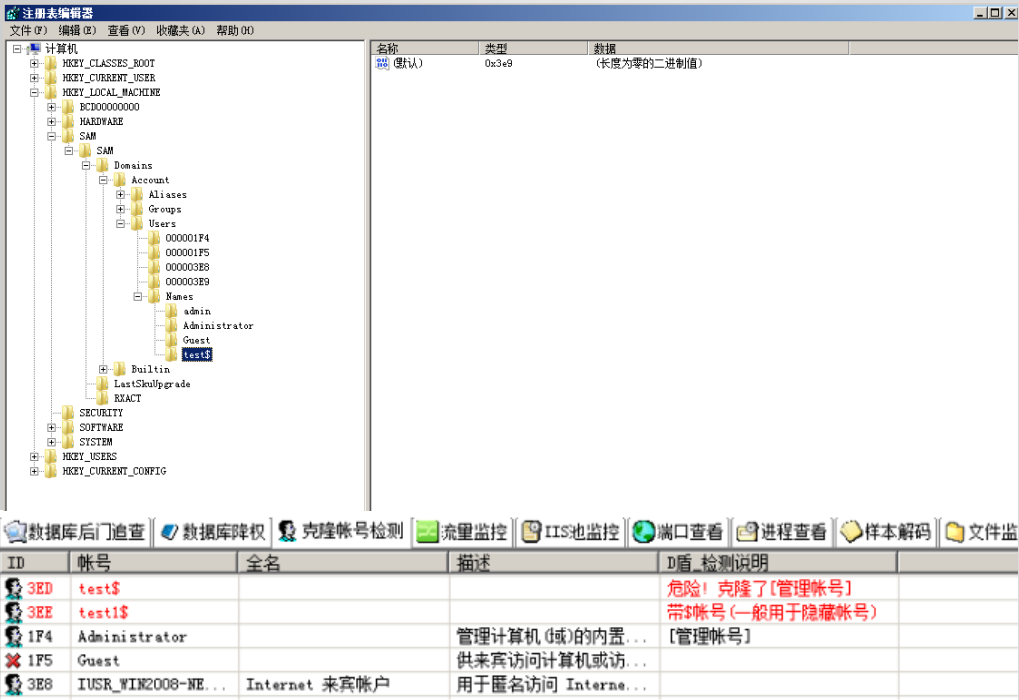 注册表编辑器
文件(F) 编辑(E) 查看(V) 收藏夹(A) 帮助(H)
计算机
HKEY_CLASSES_ROOT
HKEY_CURRENT_USER
HKEY_LOCAL_MACHINE
BCD00000000
HARDWARE
SAM
SAM
Domains
Account
Aliases
Groups
Users
000001F4
000001F5
000003E8
000003E9
Names
admin
Administrator
Guest
test$
Builtin
LastSkuUpgrade
RXACT
SECURITY
SOFTWARE
SYSTEM
HKEY_USERS
HKEY_CURRENT_CONFIG
名称 类型 数据
(默认) 0x3e9 (长度为零的二进制值)
数据库后门追查 数据库降权 克隆帐号检测 流量监控 IIS池监控 端口查看 进程查看 样本解码 文件监
ID 帐号 全名 描述 D盾_检测说明
3ED test$ 危险! 克隆了[管理帐号]
3EE test1$ 带$帐号(一般用于隐藏帐号)
1F4 Administrator 管理计算机(域)的内置... [管理帐号]
1F5 Guest 供来宾访问计算机或访...
3E8 IUSR_WIN2008-NE... Internet 来宾帐户 用于匿名访问 Interne...